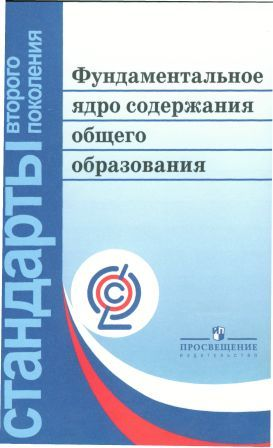 стандарты
второго
поколения
Фундаментальное
ядро содержания
общего
образования
ПРОСВЕЩЕНИЕ
ИЗДАТЕЛЬСТВО